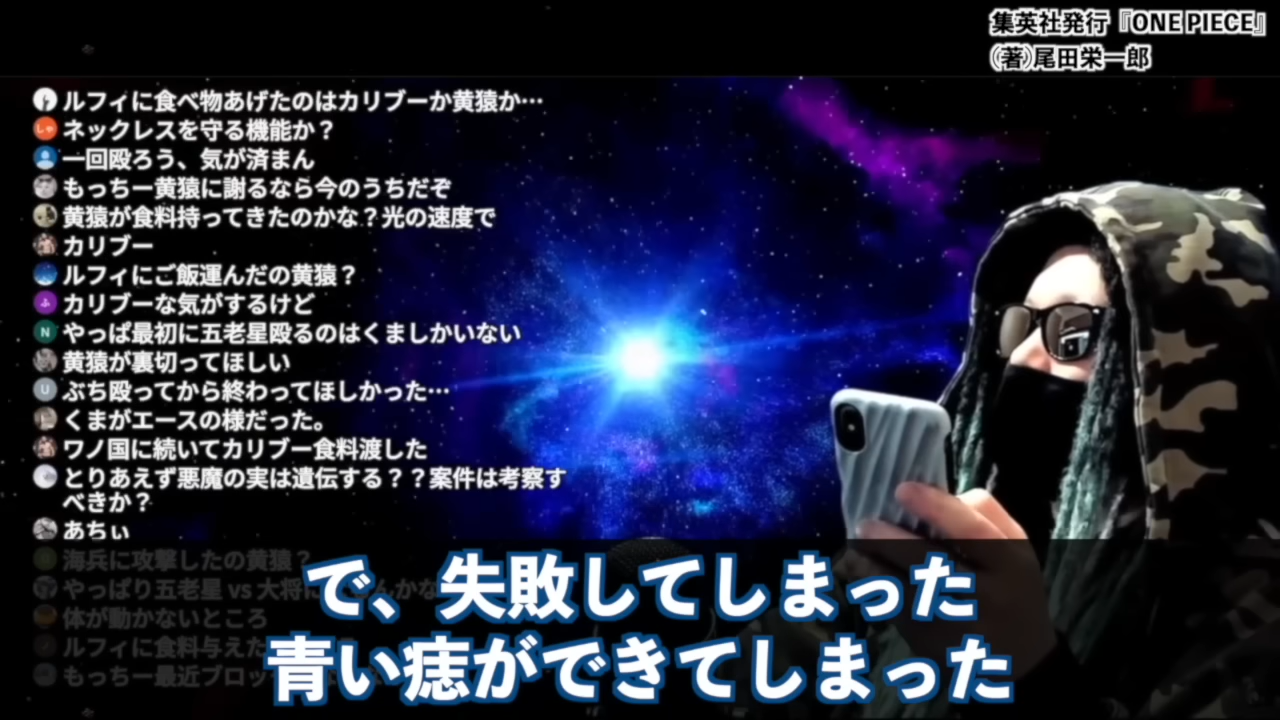 集英社発行『ONE PIECE』
（著）尾田栄一郎
ルフィに食べ物あげたのはカリブーか黄猿か…
しゃ
ネックレスを守る機能か？
一回殴ろう、気が済まん
もっちー黄猿に謝るなら今のうちだぞ
黄猿が食料持ってきたのかな？光の速度で
カリブー
ルフィにご飯運んだの黄猿？
ふ
カリブーな気がするけど
N
やっぱ最初に五老星殴るのはくましかいない
黄猿が裏切ってほしい
U
ぶち殴ってから終わってほしかった…
くまがエースの様だった。
ワノ国に続いてカリブー食料渡した
とりあえず悪魔の実は遺伝する？？案件は考察す
べきか？
あちぃ
海兵に攻撃したの黄猿？
やっぱり五老星 vs 大将に
体が動かないところ
ルフィに食料与えた
もっちー最近ブロッ
で、失敗してしまった
青い痣ができてしまった